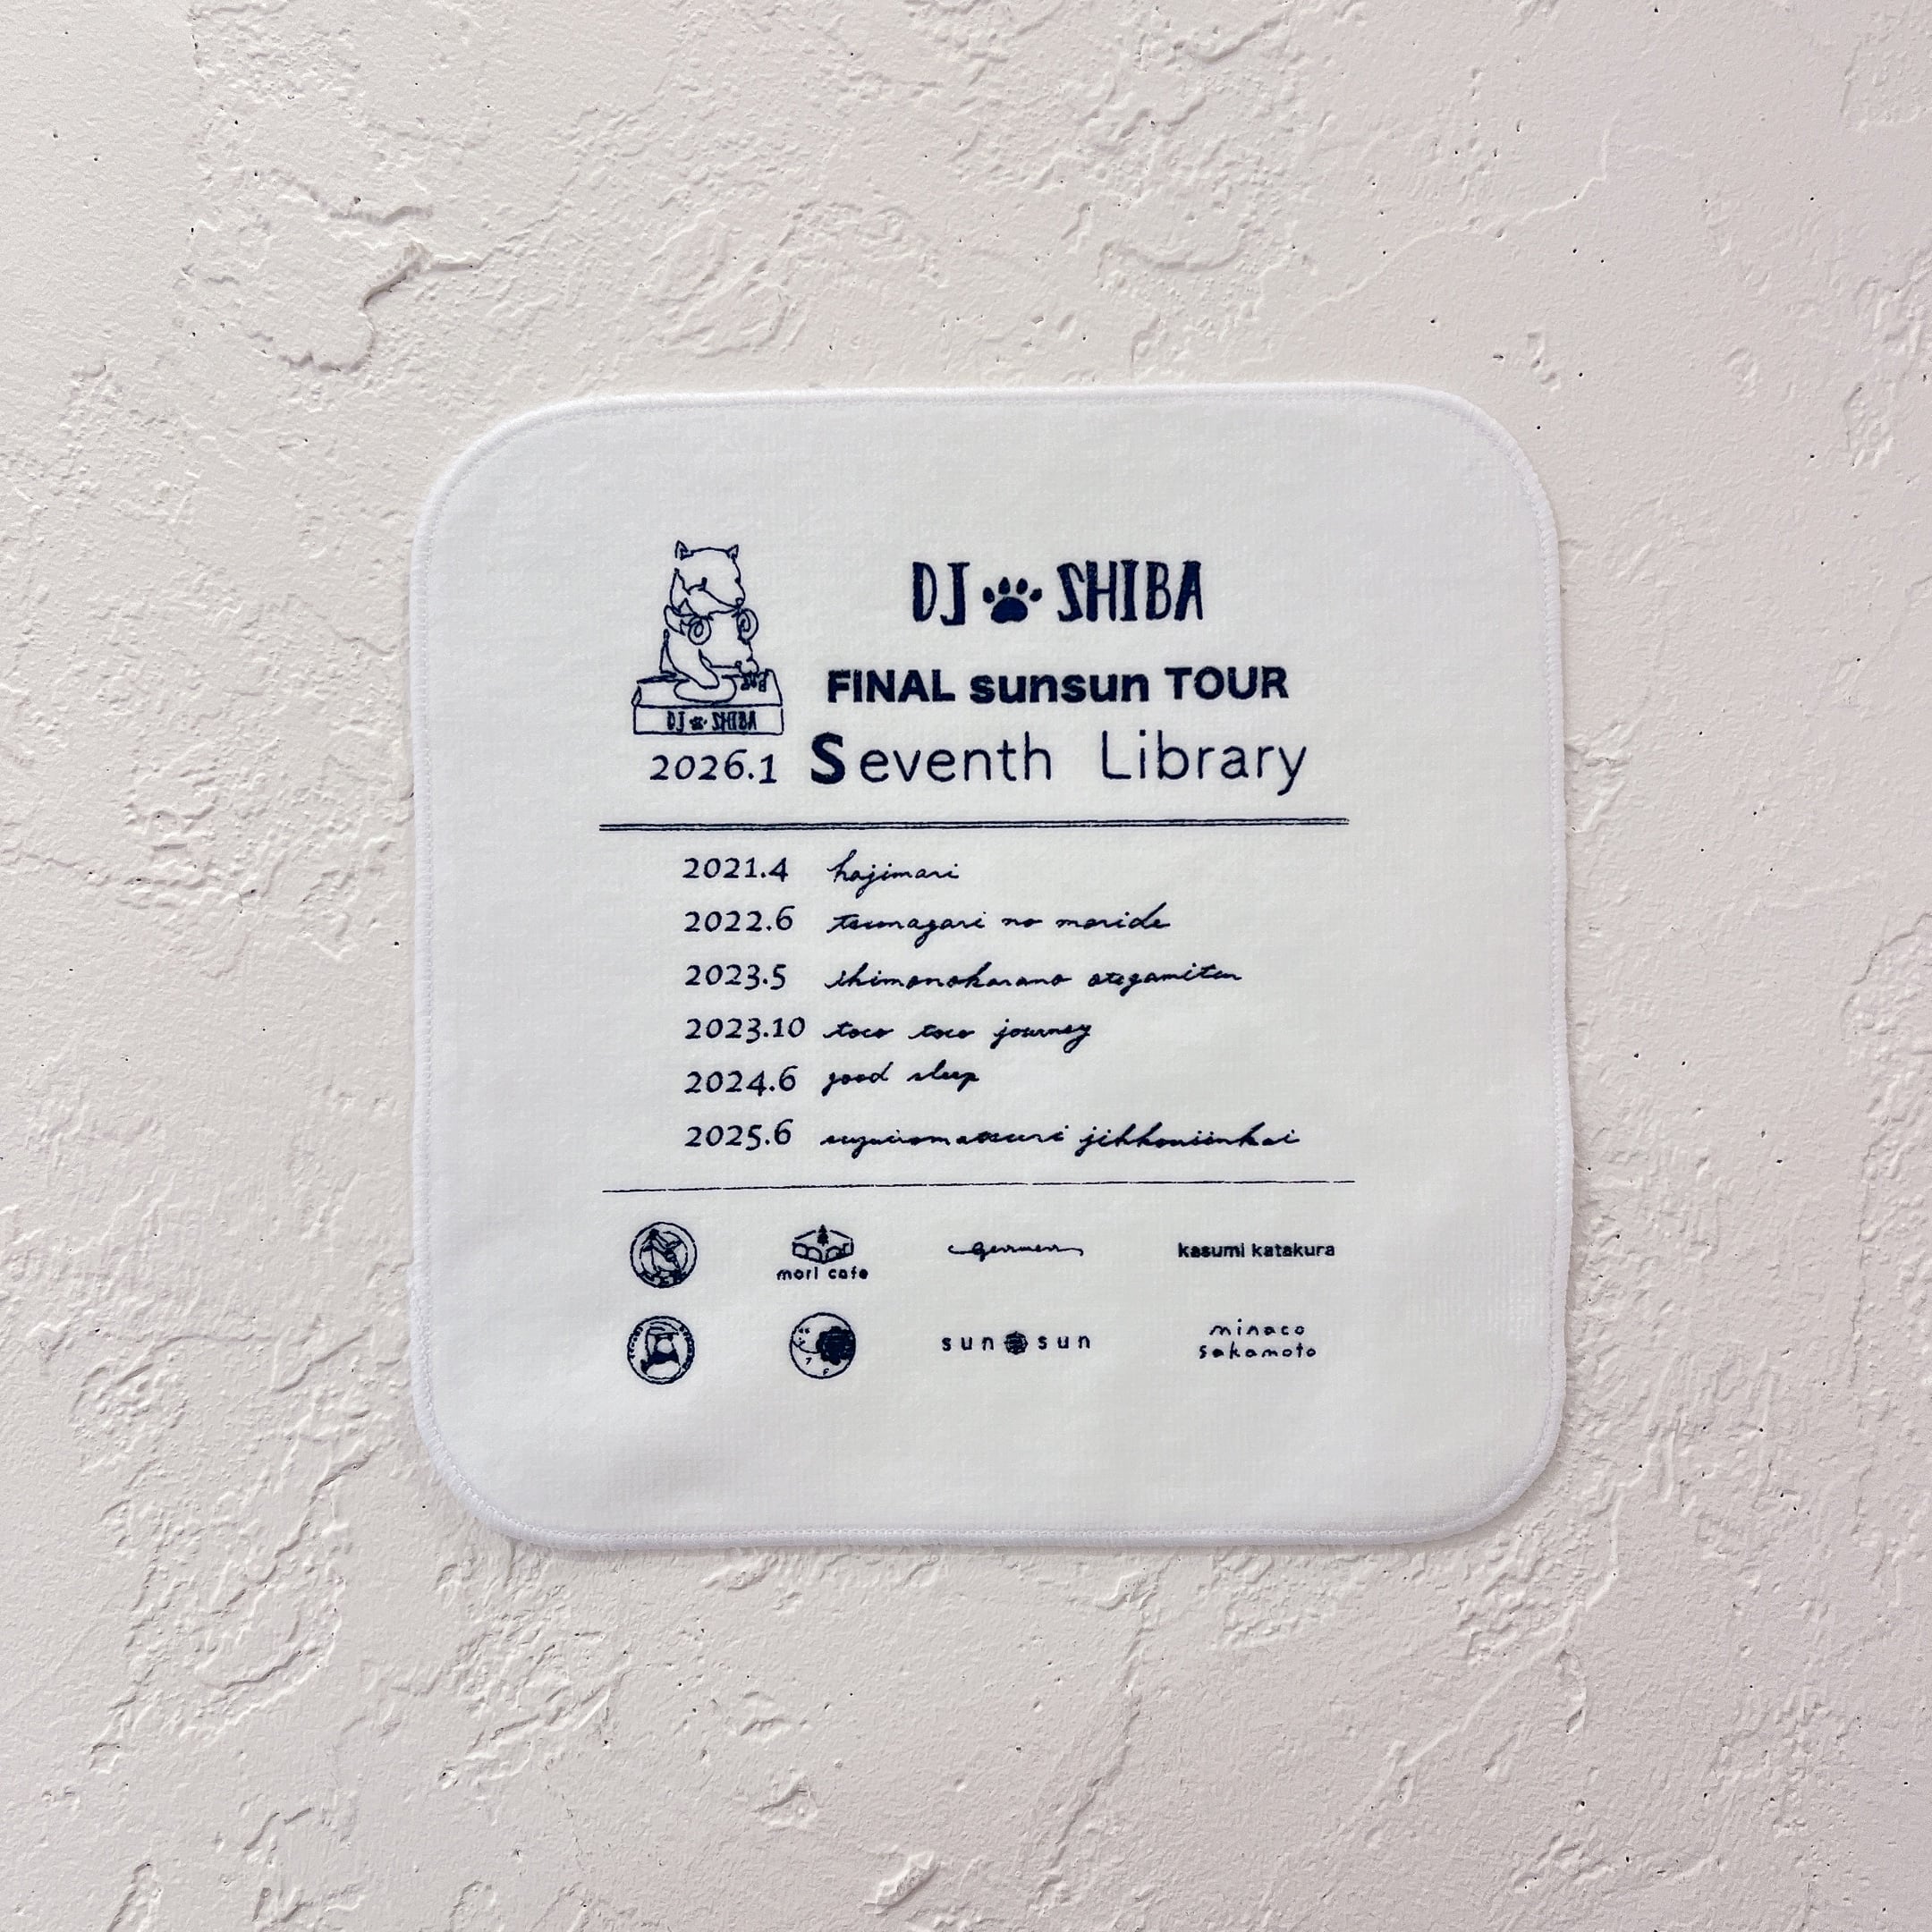 DJ SHIBA
FINAL sunsun TOUR
DJ SHIBA
2026.1 Seventh Library
2021.4 hajimari
2022.6 tsunagari no moride
2023.5 ikimonokarano otegamiten
2023.10 toco toco journey
2024.6 good sleep
2025.6 jikkouiinkai
mori cafe
kasumi katakura
sun sun
minaco
sakamoto